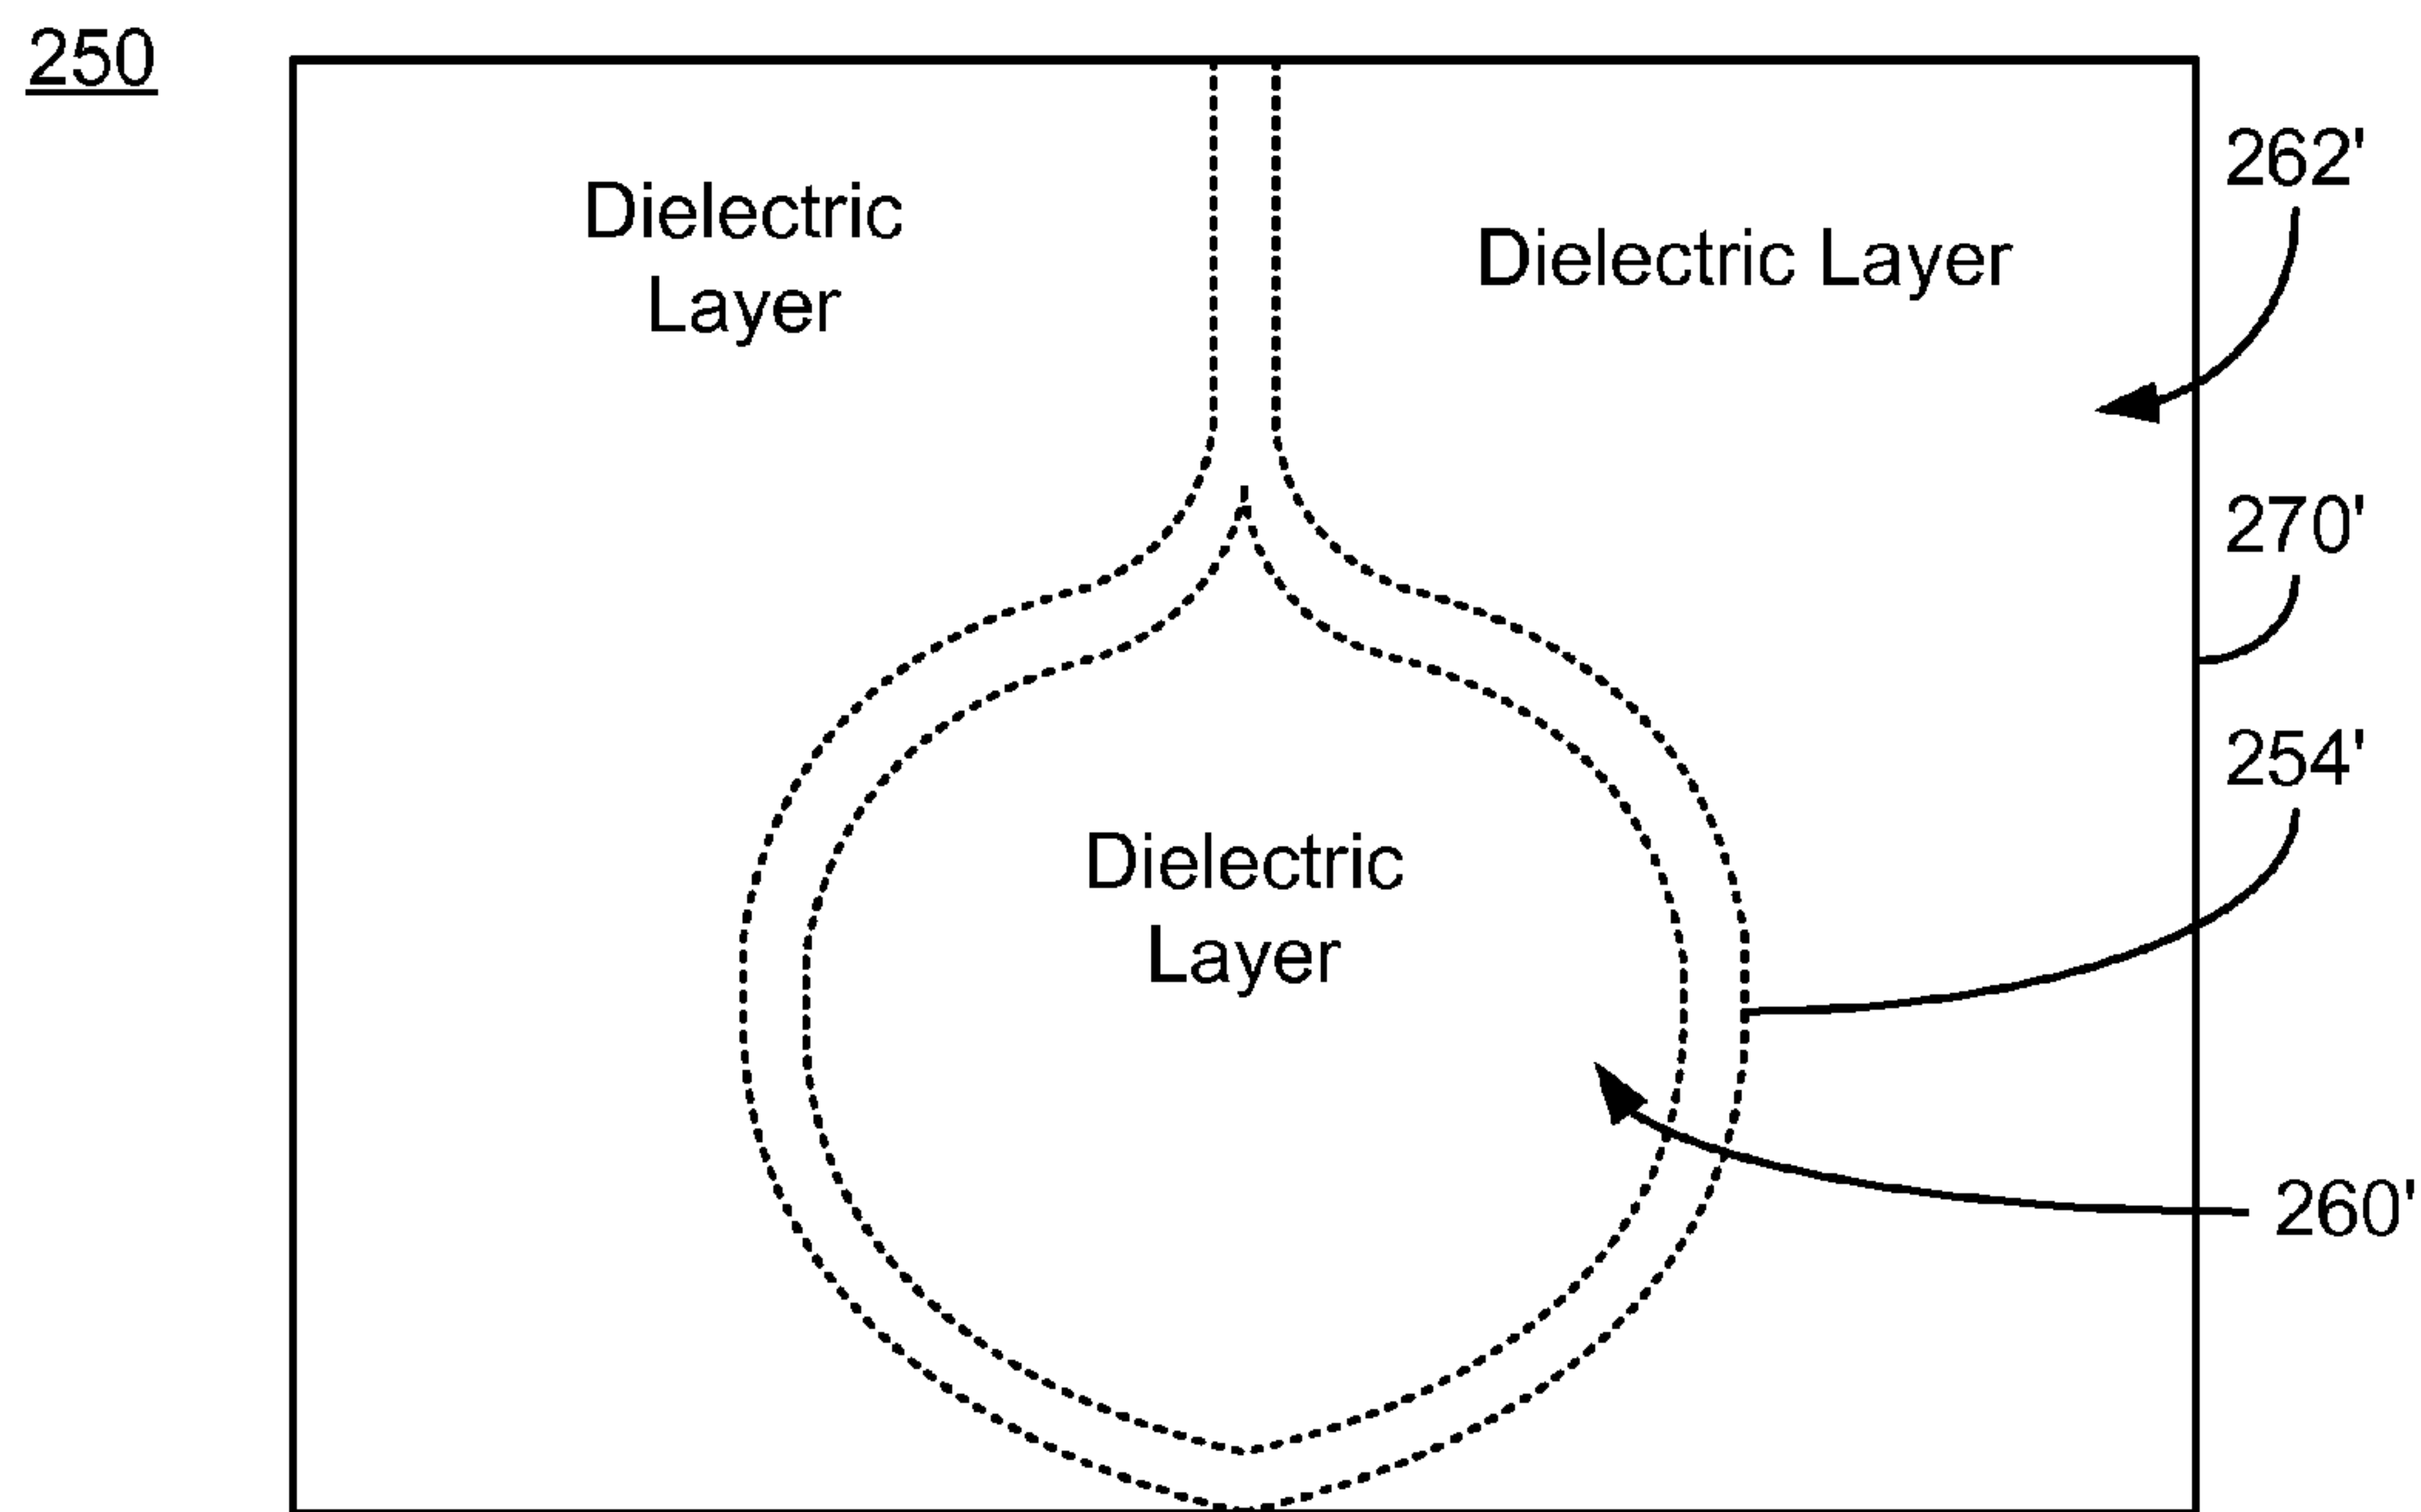 250
262'
Dielectric
Layer
Dielectric Layer
270'
254'
Dielectric
Layer
260'